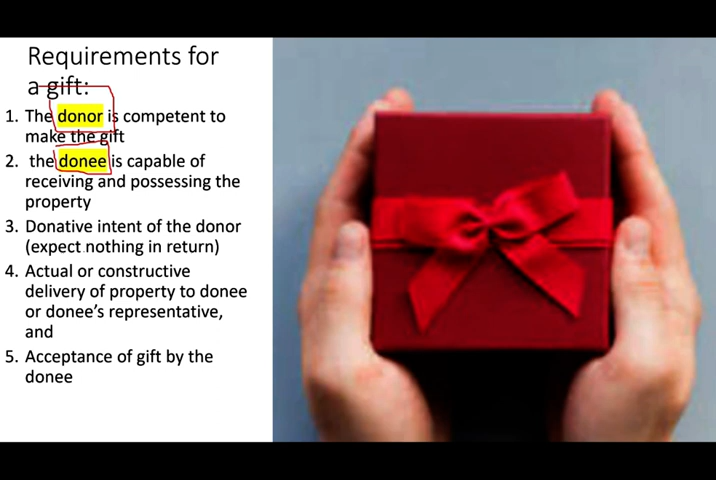 Requirements for
a gift:
1. The donor is competent to
make the gift
2. the donee is capable of
receiving and possessing the
property
3. Donative intent of the donor
(expect nothing in return)
4. Actual or constructive
delivery of property to donee
or donee's representative,
and
5. Acceptance of gift by the
donee